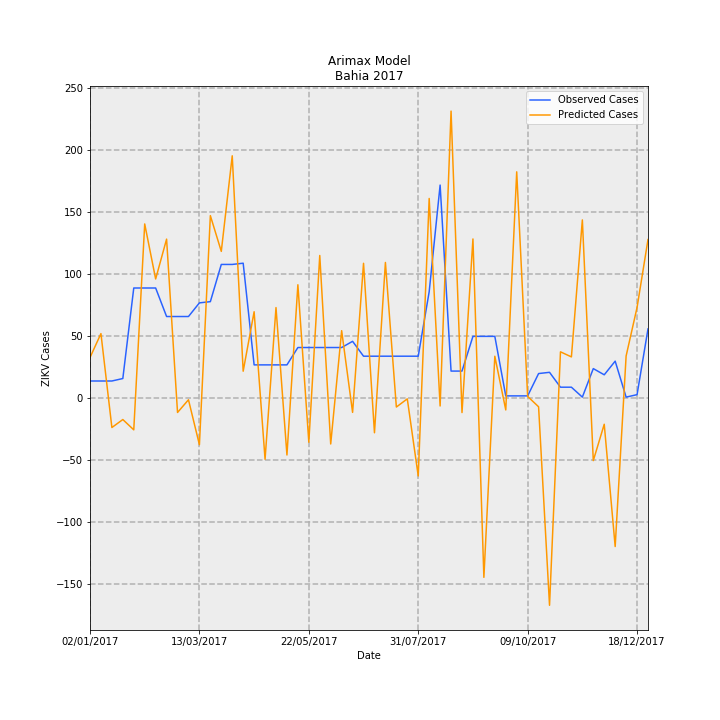 Arimax Model
Bahia 2017
Observed Cases
Predicted Cases
250
200
150
100
50
0
−50
−100
−150
ZIKV Cases
02/01/2017 13/03/2017 22/05/2017 31/07/2017 09/10/2017 18/12/2017
Date